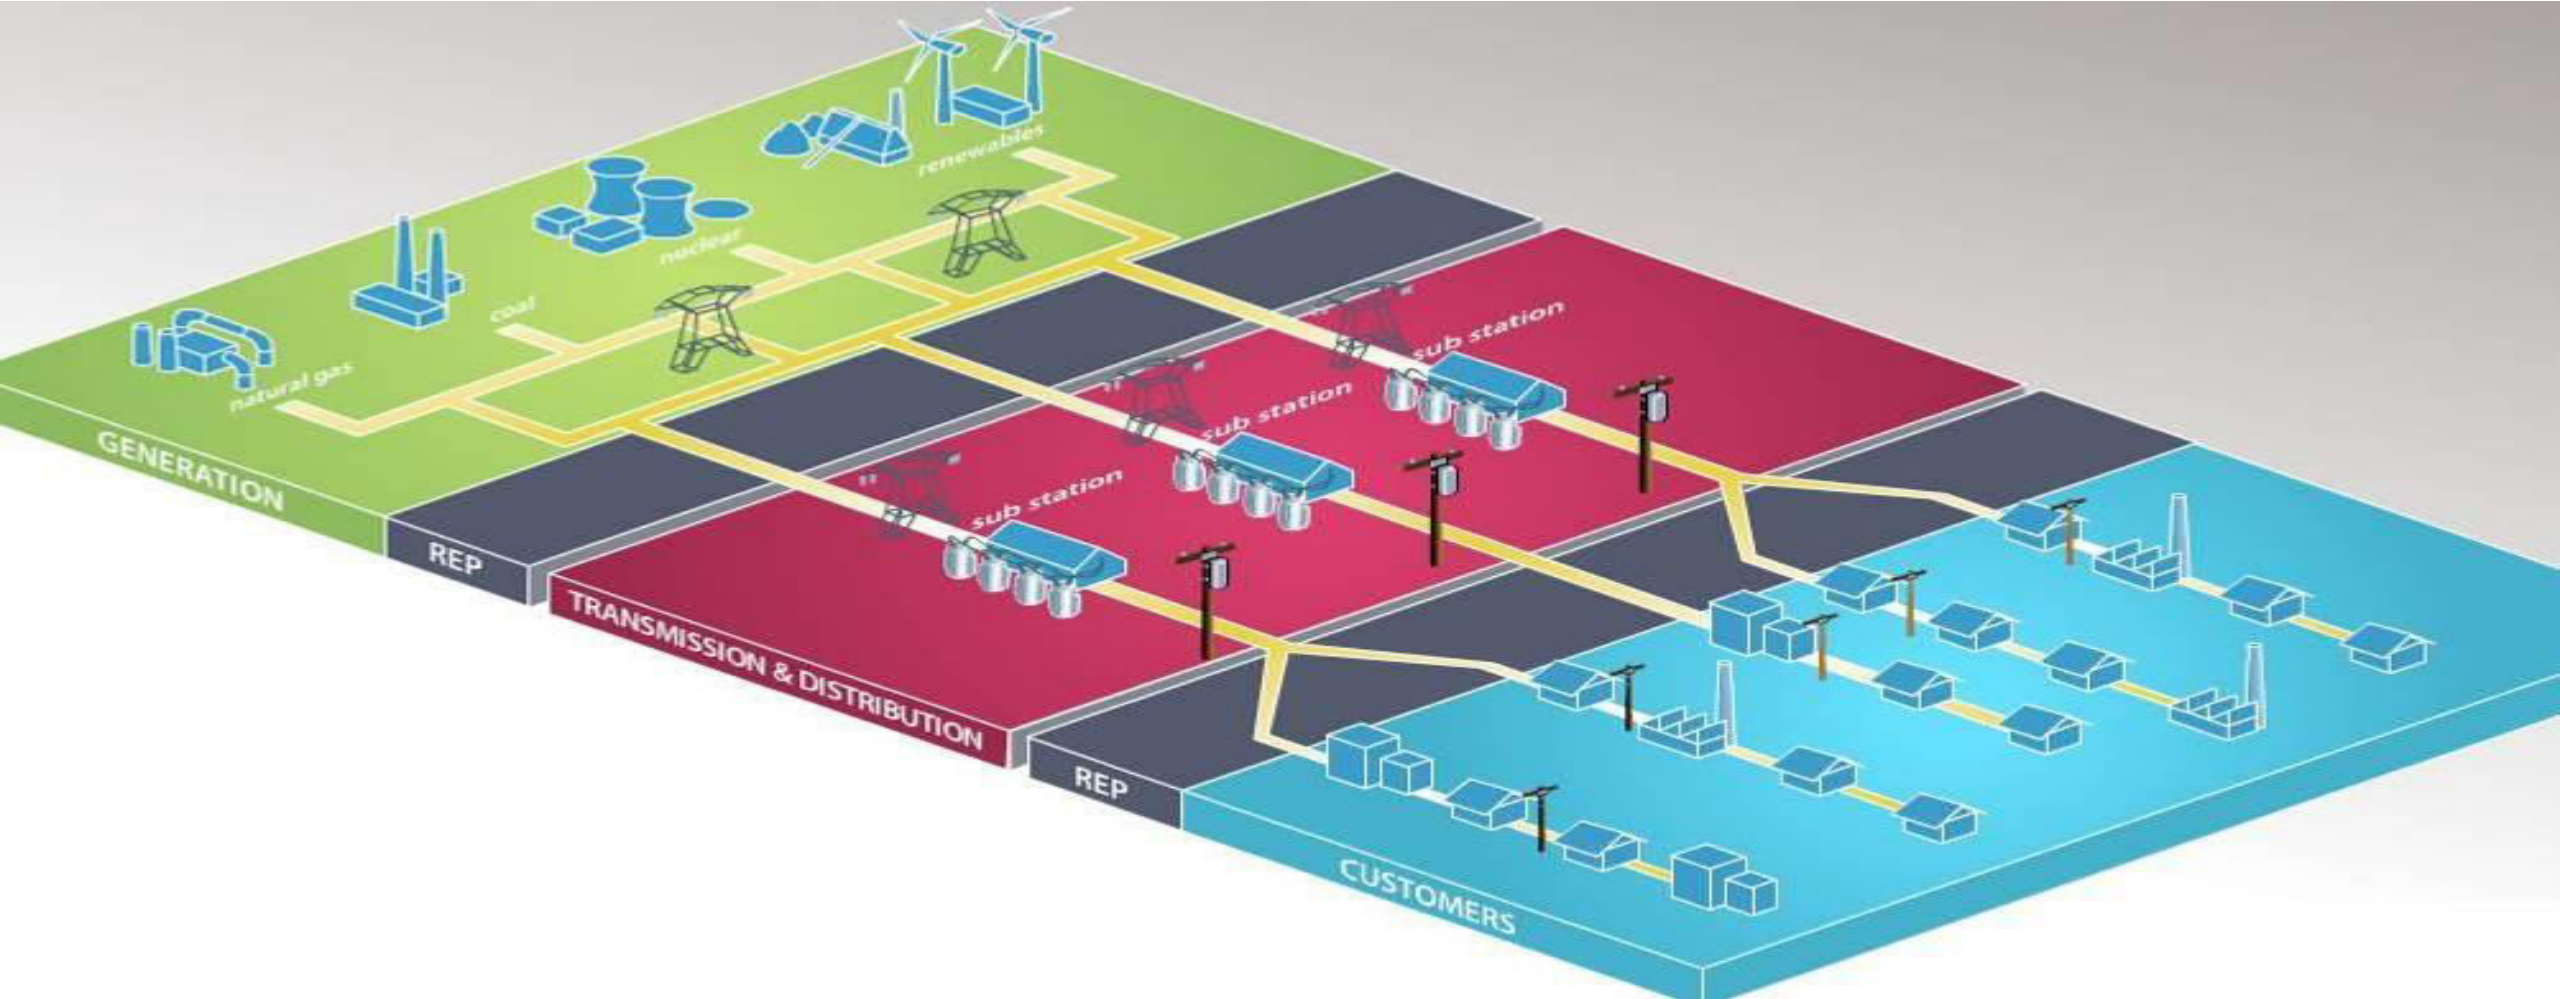 renewables
nuclear
coal
natural gas
GENERATION
REP
sub station
sub station
sub station
TRANSMISSION & DISTRIBUTION
REP
CUSTOMERS